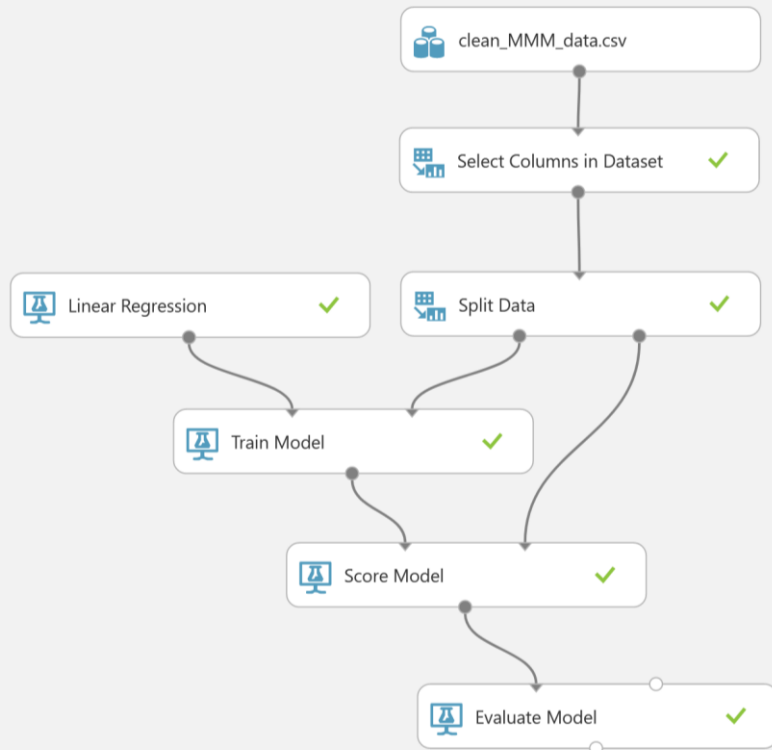 clean_MMM_data.csv
Select Columns in Dataset
Linear Regression
Split Data
Train Model
Score Model
Evaluate Model